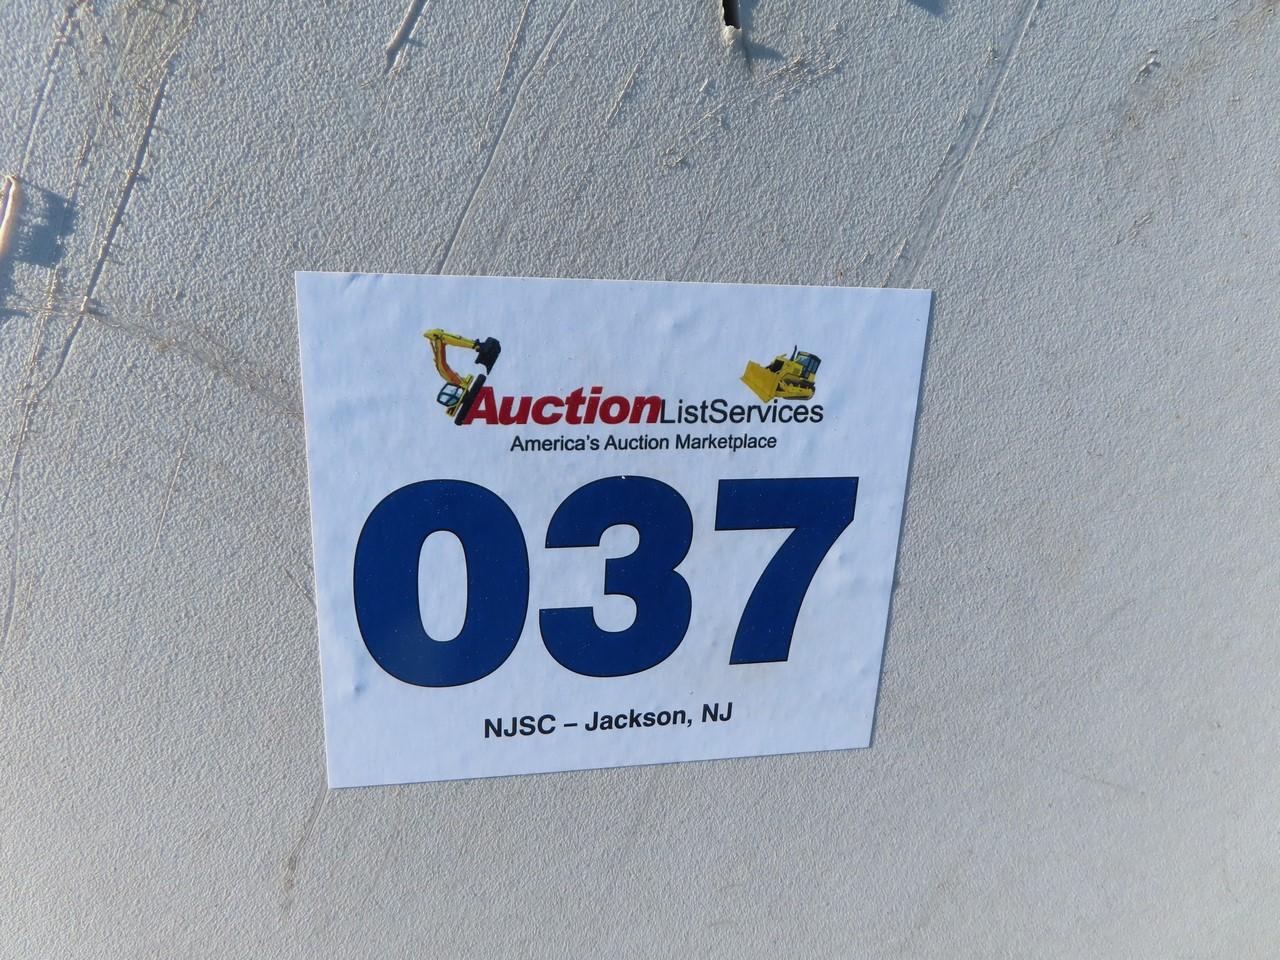 AuctionListServices
America's Auction Marketplace
037
NJSC – Jackson, NJ